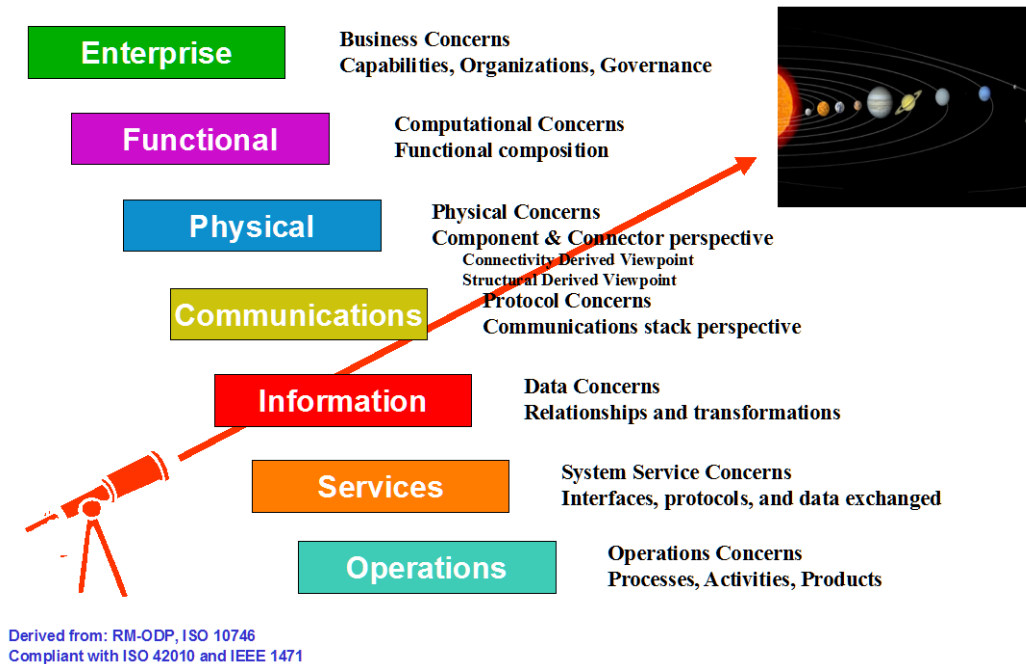 Enterprise
Business Concerns
Capabilities, Organizations, Governance
Functional
Computational Concerns
Functional composition
Physical
Physical Concerns
Component & Connector perspective
Connectivity Derived Viewpoint
Structural Derived Viewpoint
Communications
Protocol Concerns
Communications stack perspective
Information
Data Concerns
Relationships and transformations
Services
System Service Concerns
Interfaces, protocols, and data exchanged
Operations
Operations Concerns
Processes, Activities, Products
Derived from: RM-ODP, ISO 10746
Compliant with ISO 42010 and IEEE 1471